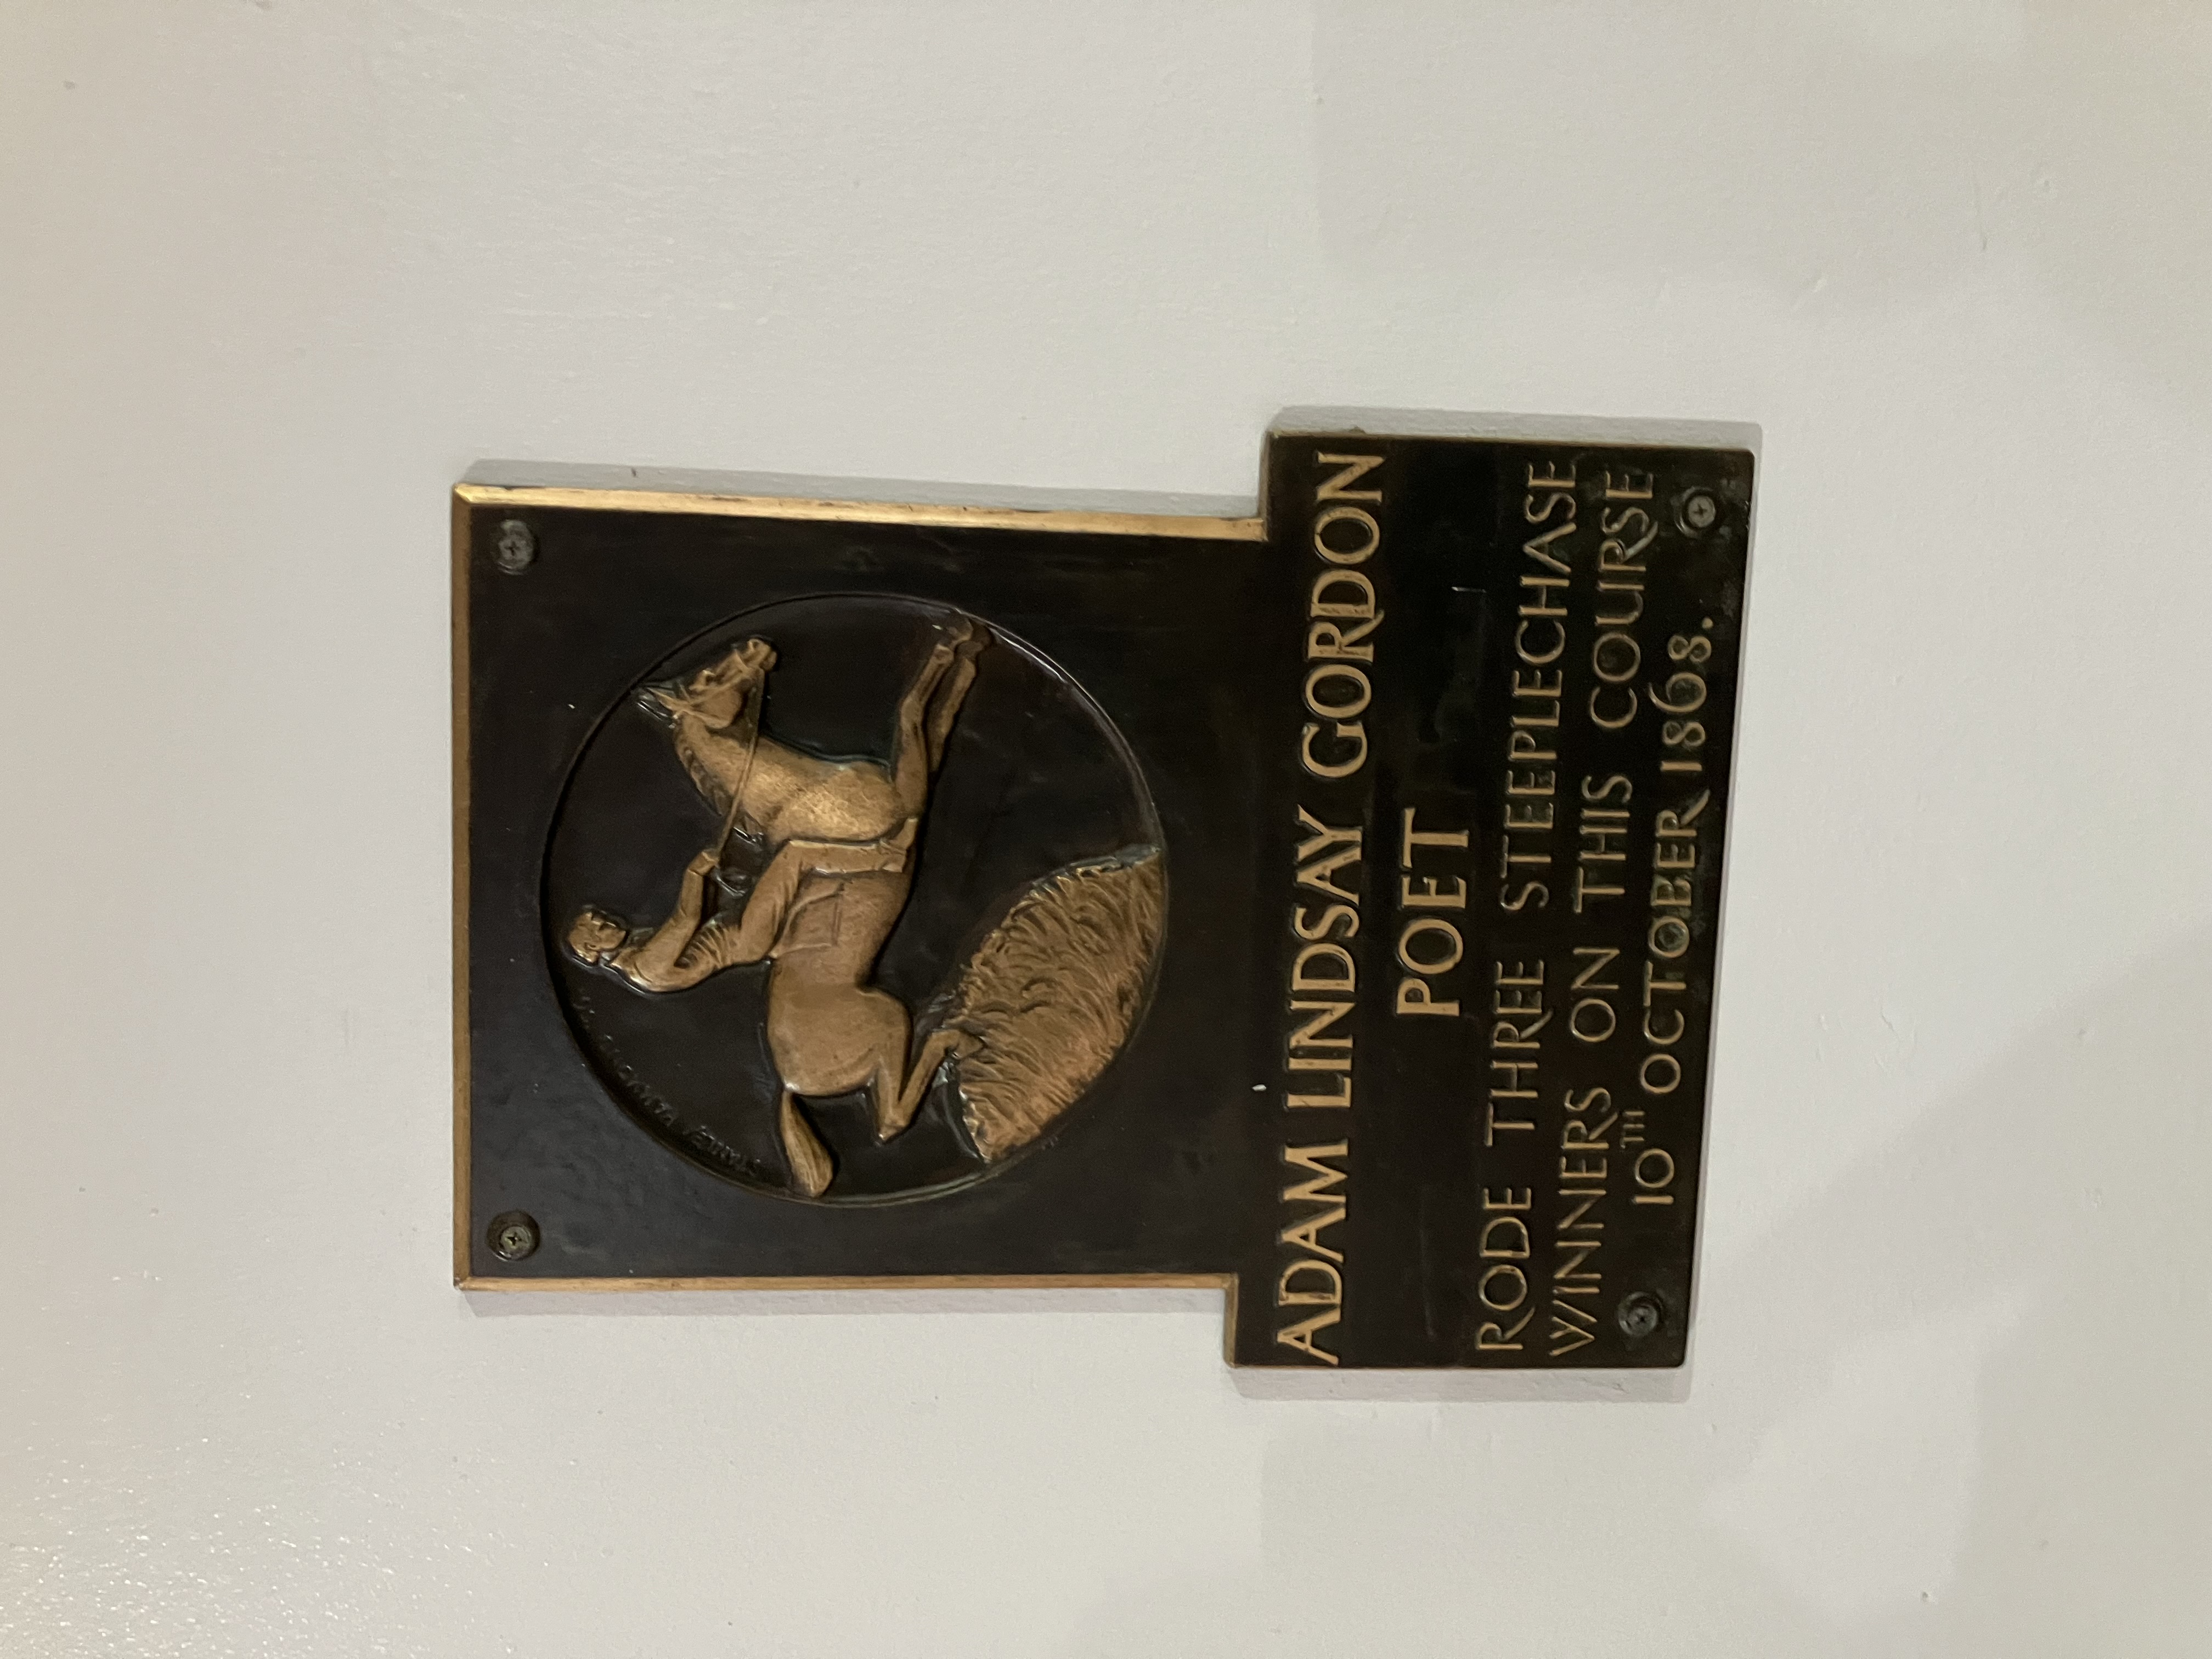 ADAM LINDSAY GORDON
POET
RODE THREE STEEPLECHASE
WINNERS ON THIS COURSE
10TH OCTOBER 1868.